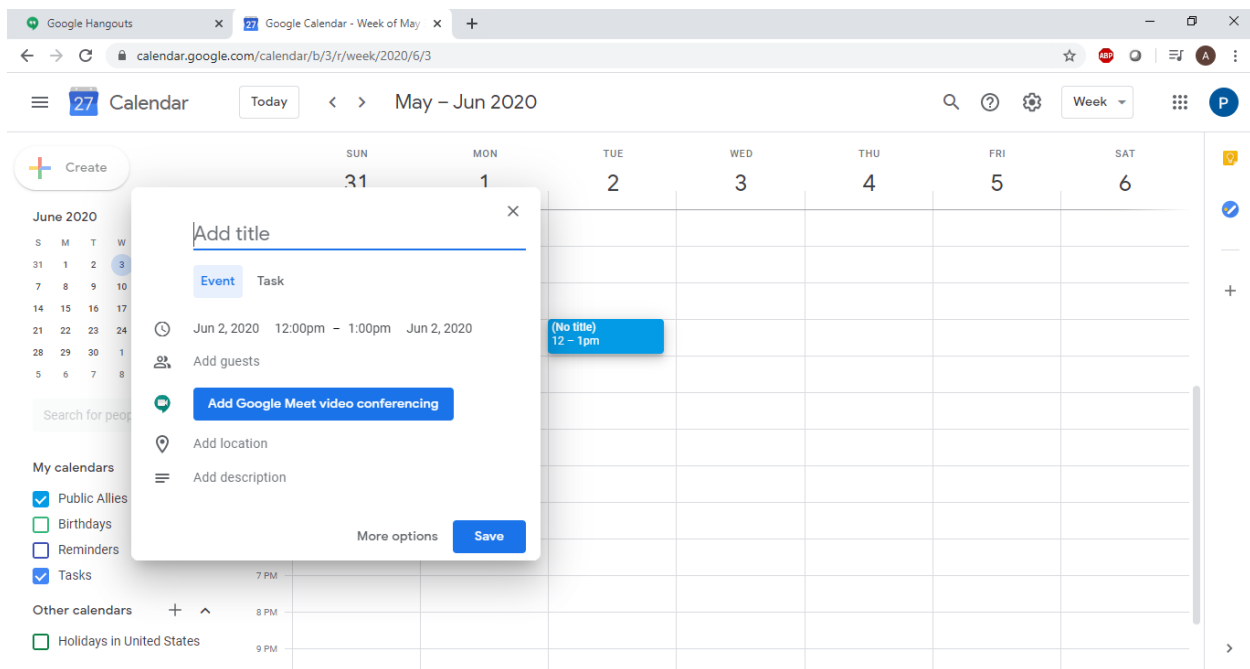 Google Hangouts
27 Google Calendar - Week of May
calendar.google.com/calendar/b/3/r/week/2020/6/3
ABP
A
27 Calendar
Today
May – Jun 2020
Week
P
Create
SUN MON TUE WED THU FRI SAT
31 1 2 3 4 5 6
June 2020
S M T W
31 1 2 3
7 8 9 10
14 15 16 17
21 22 23 24
28 29 30 1
5 6 7 8
Search for peop
My calendars
Public Allies
Birthdays
Reminders
Tasks
Other calendars
Holidays in United States
Add title
Event Task
Jun 2, 2020 12:00pm – 1:00pm Jun 2, 2020
Add guests
Add Google Meet video conferencing
Add location
Add description
More options Save
(No title)
12 – 1pm
7 PM
8 PM
9 PM